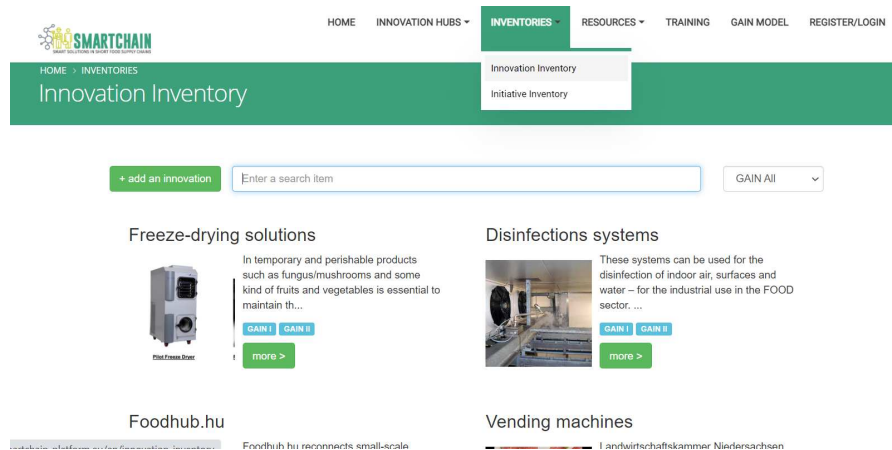 HOME INNOVATION HUBS INVENTORIES RESOURCES TRAINING GAIN MODEL REGISTER/LOGIN
SMARTCHAIN
SMART SOLUTIONS IN SHORT FOOD SUPPLY CHAINS
HOME > INVENTORIES
Innovation Inventory
Innovation Inventory
Initiative Inventory
+ add an innovation
Enter a search item
GAIN All
Freeze-drying solutions
In temporary and perishable products
such as fungus/mushrooms and some
kind of fruits and vegetables is essential to
maintain th...
GAIN I GAIN II
more >
Pilot Freeze Dryer
Disinfections systems
These systems can be used for the
disinfection of indoor air, surfaces and
water – for the industrial use in the FOOD
sector. ...
GAIN I GAIN II
more >
Foodhub.hu
Foodhub.hu reconnects small-scale
Vending machines
Landwirtschaftskammer Niedersachsen